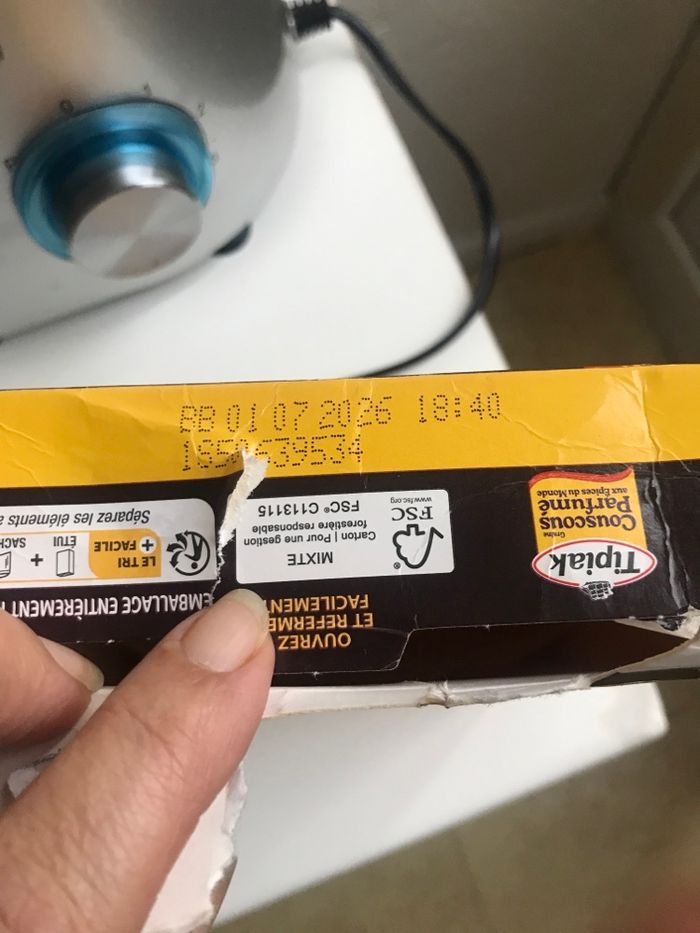 BB 01 07 2026 18:40
Tipiak
Graine
Couscous
Parfumé
aux Épices du Monde
MIXTE
Carton | Pour une gestion
forestière responsable
FSC® C113115
FSC
®
www.fsc.org
OUVREZ
ET REFERMEZ
FACILEMENT
EMBALLAGE ENTIÈREMENT
LE TRI
+ FACILE
ÉTUI
+
Séparez les éléments